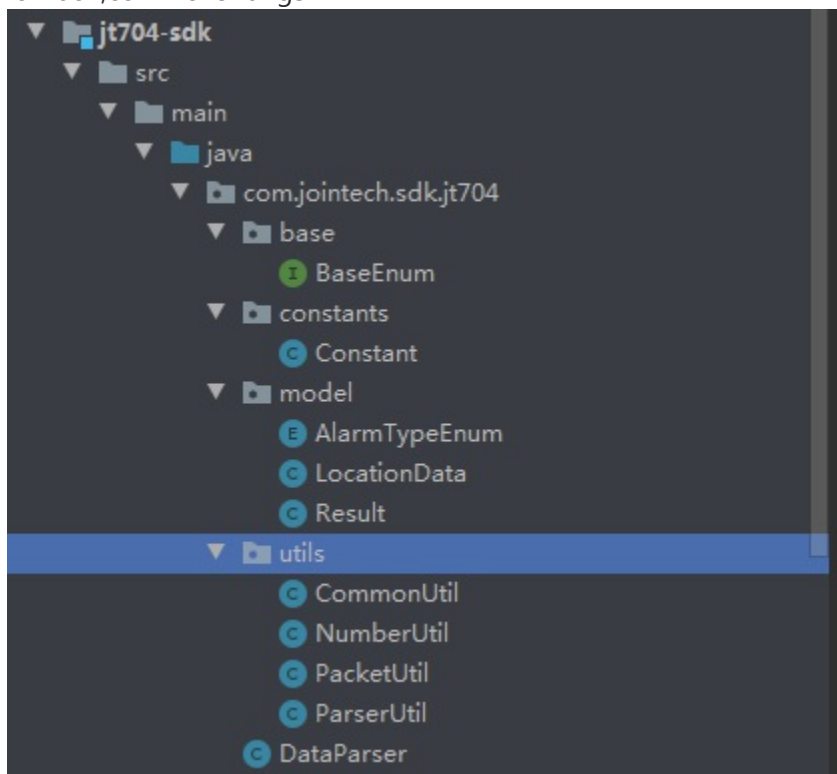 jt704-sdk
src
main
java
com.jointech.sdk.jt704
base
BaseEnum
constants
Constant
model
AlarmTypeEnum
LocationData
Result
utils
CommonUtil
NumberUtil
PacketUtil
ParserUtil
DataParser